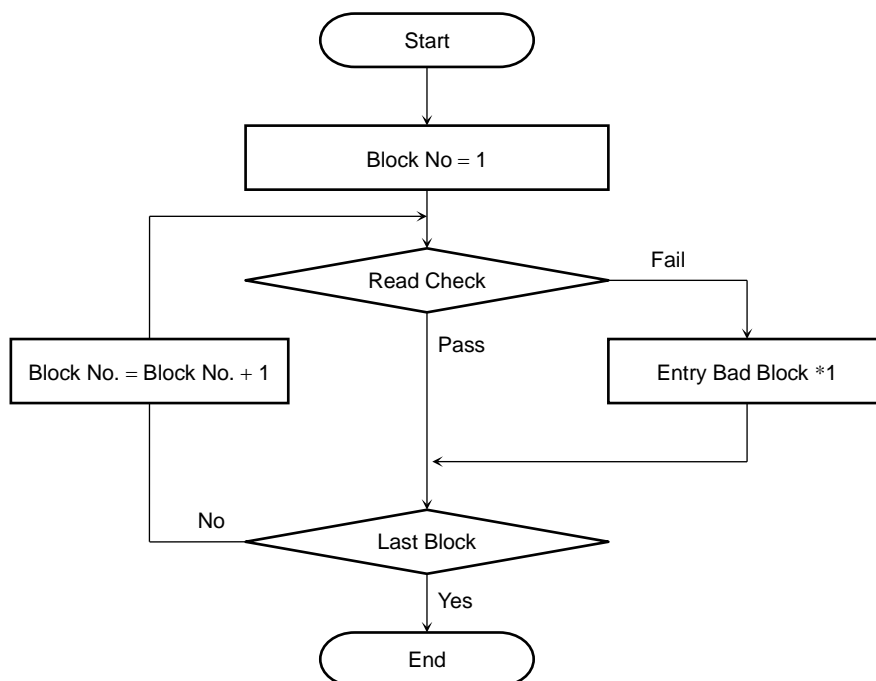 Start
Block No = 1
Read Check
Fail
Pass
Block No. = Block No. + 1
Entry Bad Block *1
No
Last Block
Yes
End